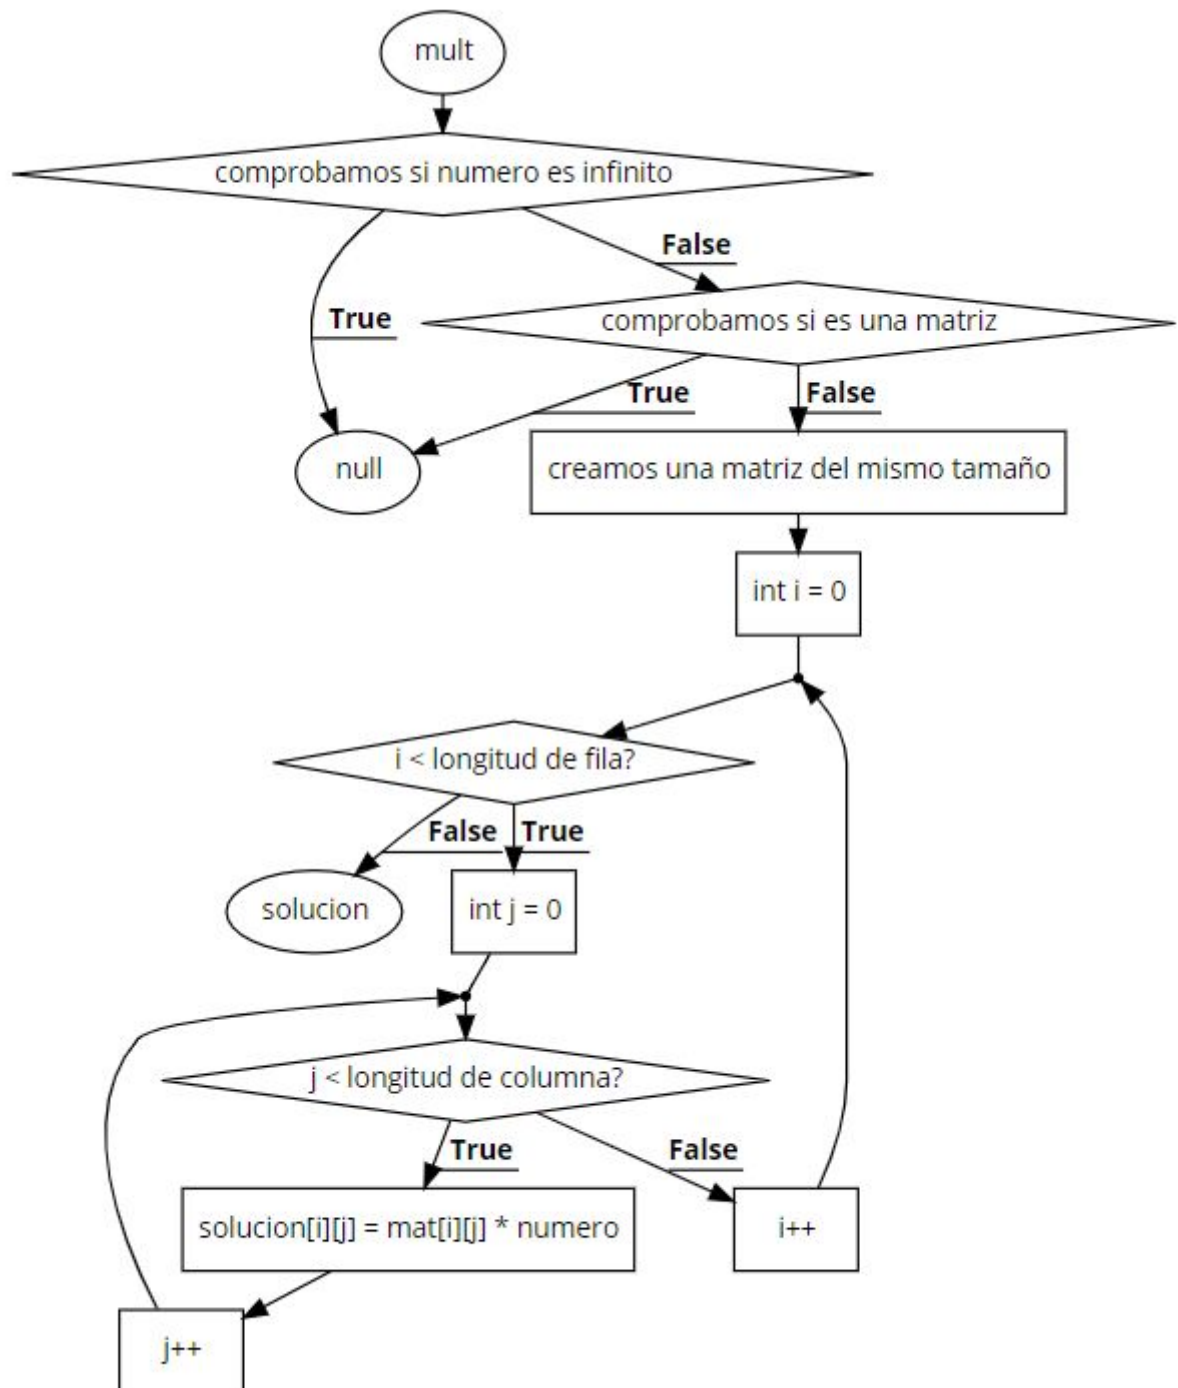 mult
comprobamos si numero es infinito
False
True
comprobamos si es una matriz
True
False
null
creamos una matriz del mismo tamaño
int i = 0
i < longitud de fila?
False
True
solucion
int j = 0
j < longitud de columna?
True
False
solucion[i][j] = mat[i][j] * numero
i++
j++